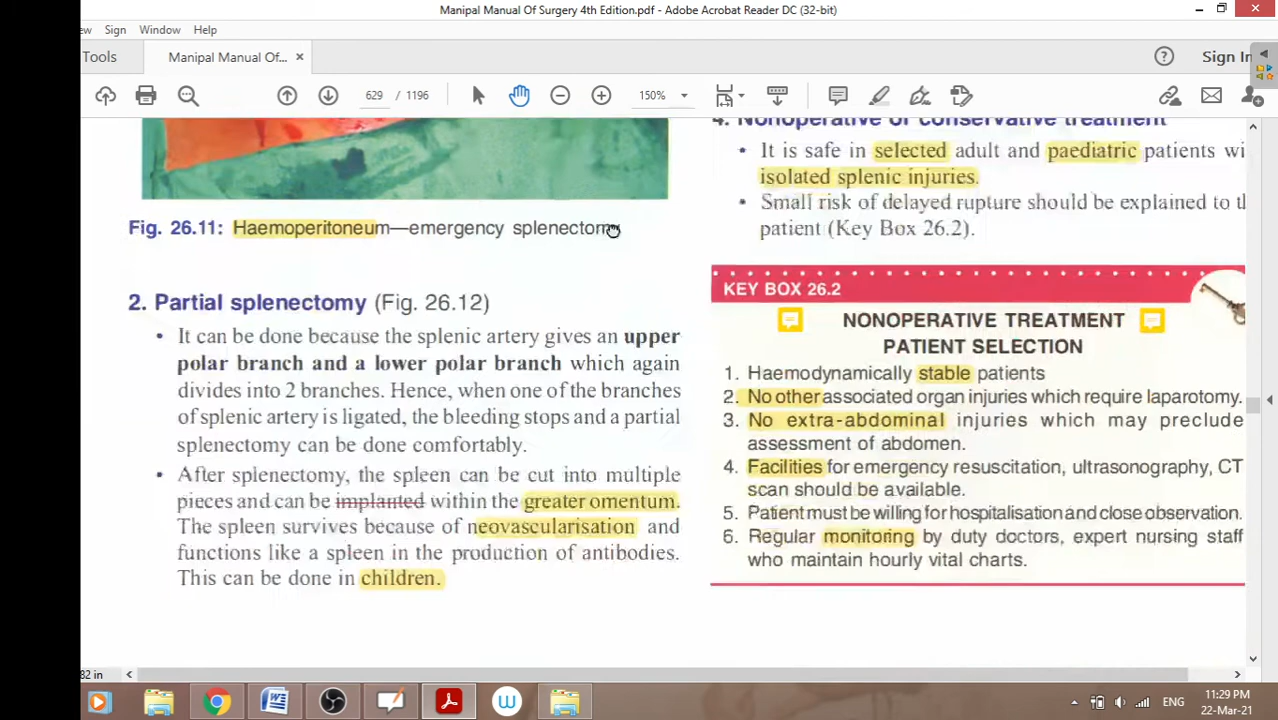 Manipal Manual Of Surgery 4th Edition.pdf - Adobe Acrobat Reader DC (32-bit)
Sign Window Help
Tools
Manipal Manual Of... ×
Sign In
629 / 1196
150%
Fig. 26.11: Haemoperitoneum—emergency splenectomy
2. Partial splenectomy (Fig. 26.12)
• It can be done because the splenic artery gives an upper
polar branch and a lower polar branch which again
divides into 2 branches. Hence, when one of the branches
of splenic artery is ligated, the bleeding stops and a partial
splenectomy can be done comfortably.
• After splenectomy, the spleen can be cut into multiple
pieces and can be implanted within the greater omentum.
The spleen survives because of neovascularisation and
functions like a spleen in the production of antibodies.
This can be done in children.
4. Nonoperative or conservative treatment
• It is safe in selected adult and paediatric patients wi
isolated splenic injuries.
• Small risk of delayed rupture should be explained to t
patient (Key Box 26.2).
KEY BOX 26.2
NONOPERATIVE TREATMENT
PATIENT SELECTION
1. Haemodynamically stable patients
2. No other associated organ injuries which require laparotomy.
3. No extra-abdominal injuries which may preclude
assessment of abdomen.
4. Facilities for emergency resuscitation, ultrasonography, CT
scan should be available.
5. Patient must be willing for hospitalisation and close observation.
6. Regular monitoring by duty doctors, expert nursing staff
who maintain hourly vital charts.
82 in
ENG
11:29 PM
22-Mar-21